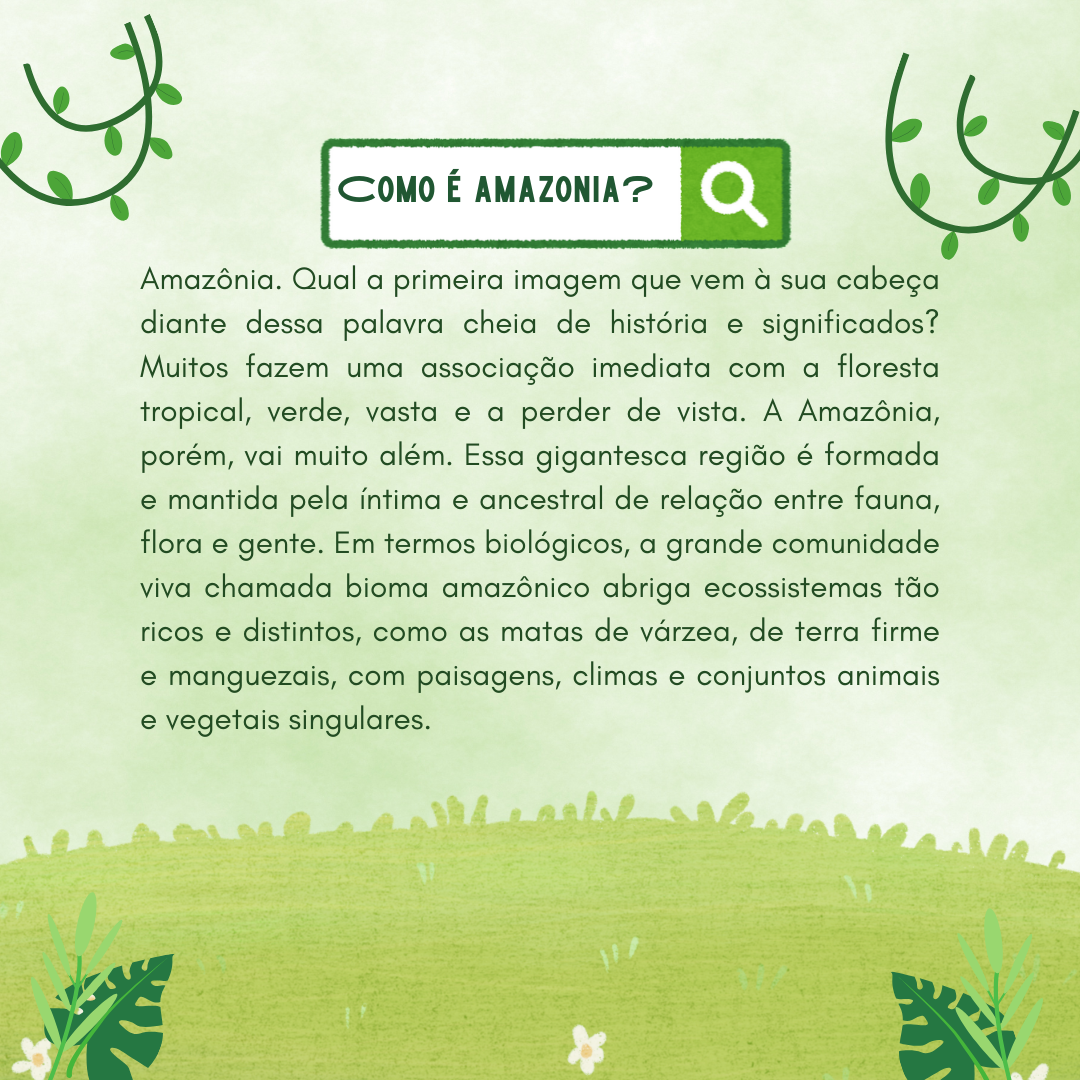 COMO É AMAZONIA?
Amazônia. Qual a primeira imagem que vem à sua cabeça
diante dessa palavra cheia de história e significados?
Muitos fazem uma associação imediata com a floresta
tropical, verde, vasta e a perder de vista. A Amazônia,
porém, vai muito além. Essa gigantesca região é formada
e mantida pela íntima e ancestral de relação entre fauna,
flora e gente. Em termos biológicos, a grande comunidade
viva chamada bioma amazônico abriga ecossistemas tão
ricos e distintos, como as matas de várzea, de terra firme
e manguezais, com paisagens, climas e conjuntos animais
e vegetais singulares.